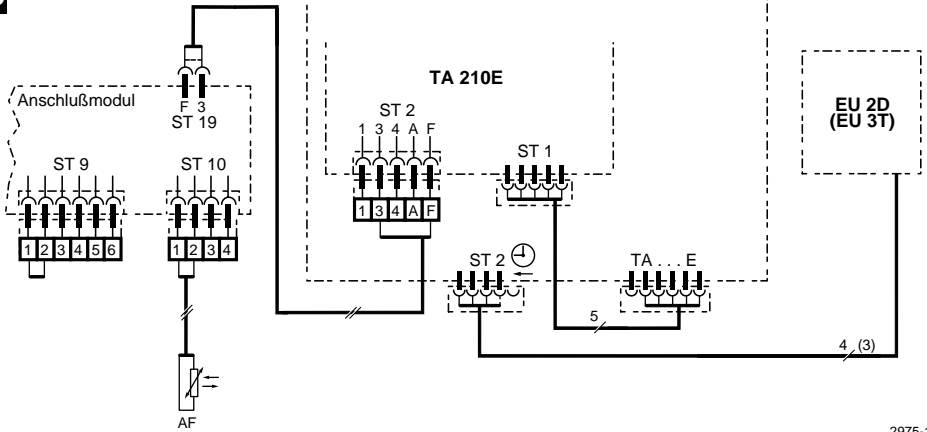 TA 210E
EU 2D
(EU 3T)
Anschlußmodul
F 3
ST 19
ST 2
1 3 4 A F
ST 9
ST 10
ST 1
1 3 4 A F
1 2 3 4 5 6
1 2 3 4
ST 2
TA . . . E
5
4 (3)
AF